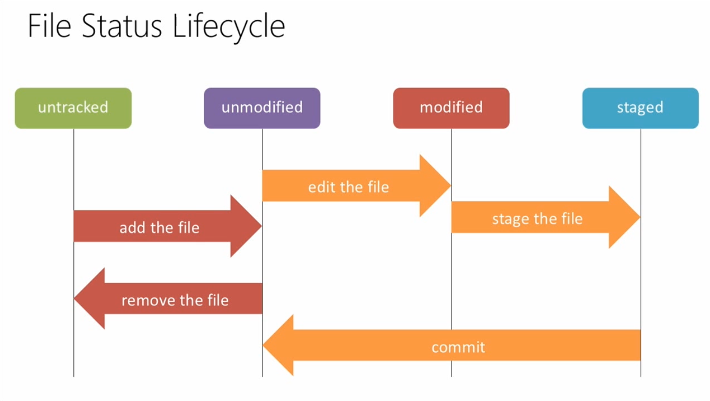 File Status Lifecycle
untracked
unmodified
modified
staged
edit the file
stage the file
add the file
remove the file
commit